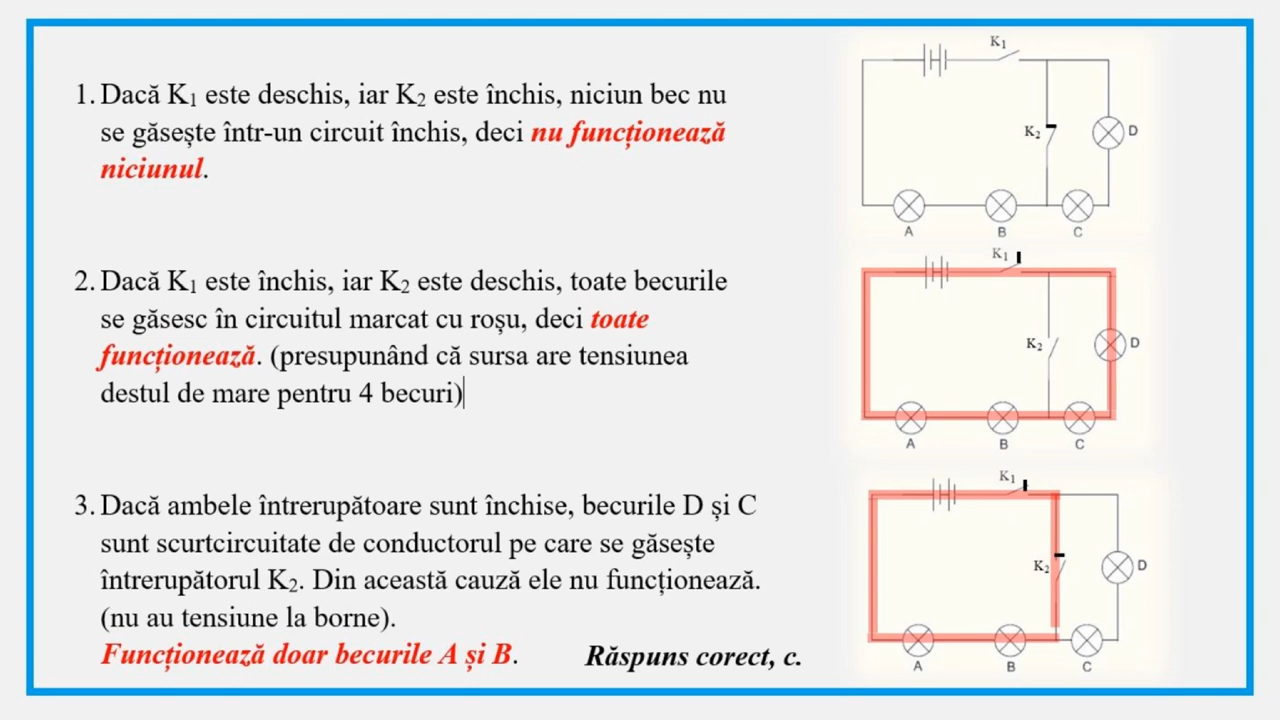 1. Dacă K₁ este deschis, iar K₂ este închis, niciun bec nu
se găsește într-un circuit închis, deci nu funcționează
niciunul.
K₁
K₂
D
A B C
2. Dacă K₁ este închis, iar K₂ este deschis, toate becurile
se găsesc în circuitul marcat cu roșu, deci toate
funcționează. (presupunând că sursa are tensiunea
destul de mare pentru 4 becuri)
K₁
K₂
D
A B C
3. Dacă ambele întrerupătoare sunt închise, becurile D și C
sunt scurtcircuitate de conductorul pe care se găsește
întrerupătorul K₂. Din această cauză ele nu funcționează.
(nu au tensiune la borne).
Funcționează doar becurile A și B. Răspuns corect, c.
K₁
K₂
D
A B C